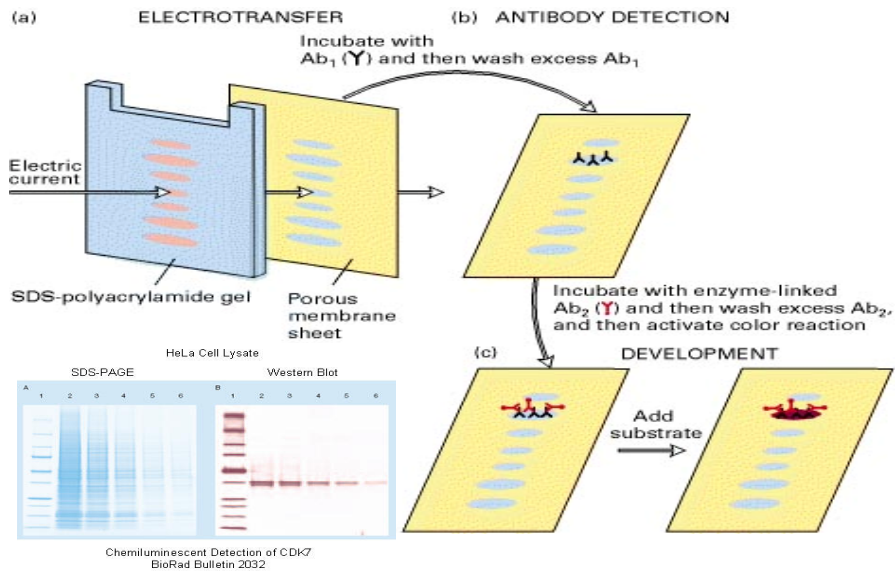 (a) ELECTROTRANSFER
Incubate with
Ab1 (Y) and then wash excess Ab1
(b) ANTIBODY DETECTION
Electric
current
SDS-polyacrylamide gel
Porous
membrane
sheet
Incubate with enzyme-linked
Ab2 (Y) and then wash excess Ab2,
and then activate color reaction
(c) DEVELOPMENT
Add
substrate
HeLa Cell Lysate
SDS-PAGE
Western Blot
A
1 2 3 4 5 6
B
1 2 3 4 5 6
Chemiluminescent Detection of CDK7
BioRad Bulletin 2032